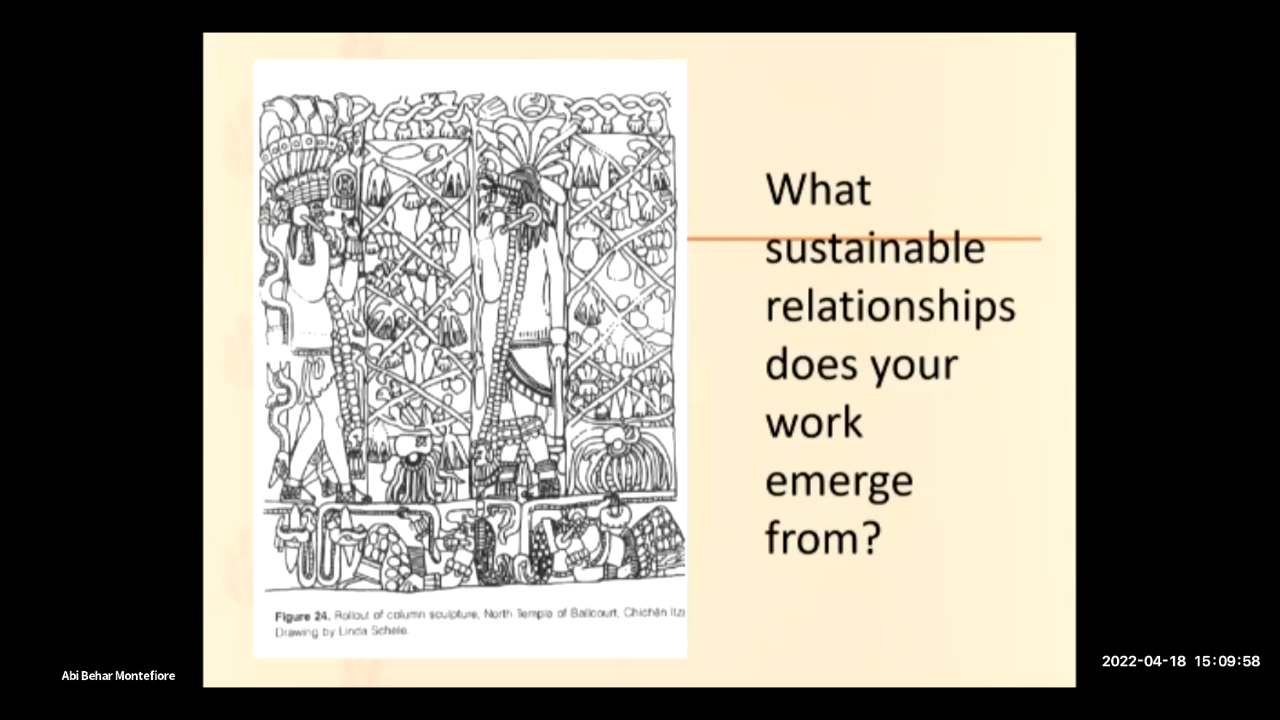 What
sustainable
relationships
does your
work
emerge
from?
Figure 24. Rollout of column sculpture, North Temple of Ballcourt, Chichén Itz
Drawing by Linda Schele.
Abi Behar Montefiore
2022-04-18 15:09:58